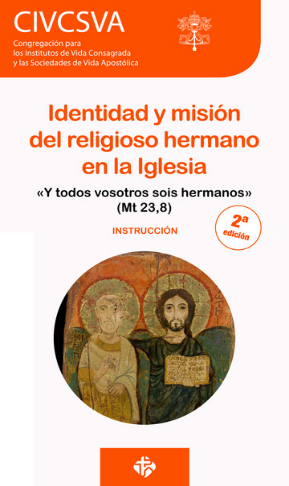 CIVCSVA
Congregación para
los Institutos de Vida Consagrada
y las Sociedades de Vida Apostólica
Identidad y misión
del religioso hermano
en la Iglesia
«Y todos vosotros sois hermanos»
(Mt 23,8)
2ª
edición
INSTRUCCIÓN